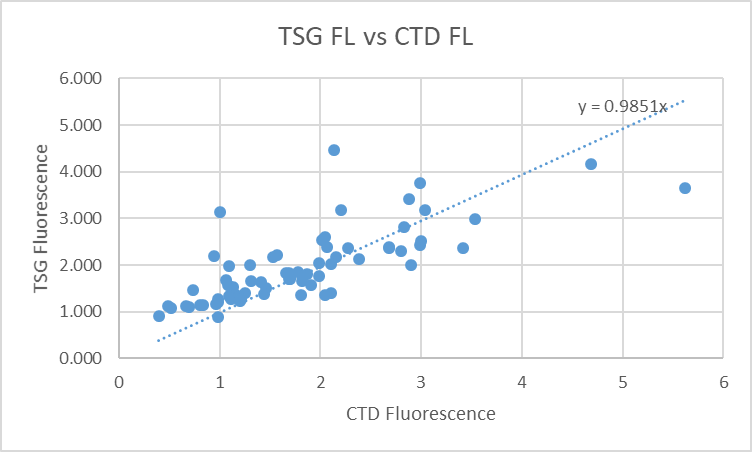 TSG FL vs CTD FL
6.000
y = 0.9851x
5.000
4.000
3.000
2.000
1.000
0.000
TSG Fluorescence
0 1 2 3 4 5 6
CTD Fluorescence